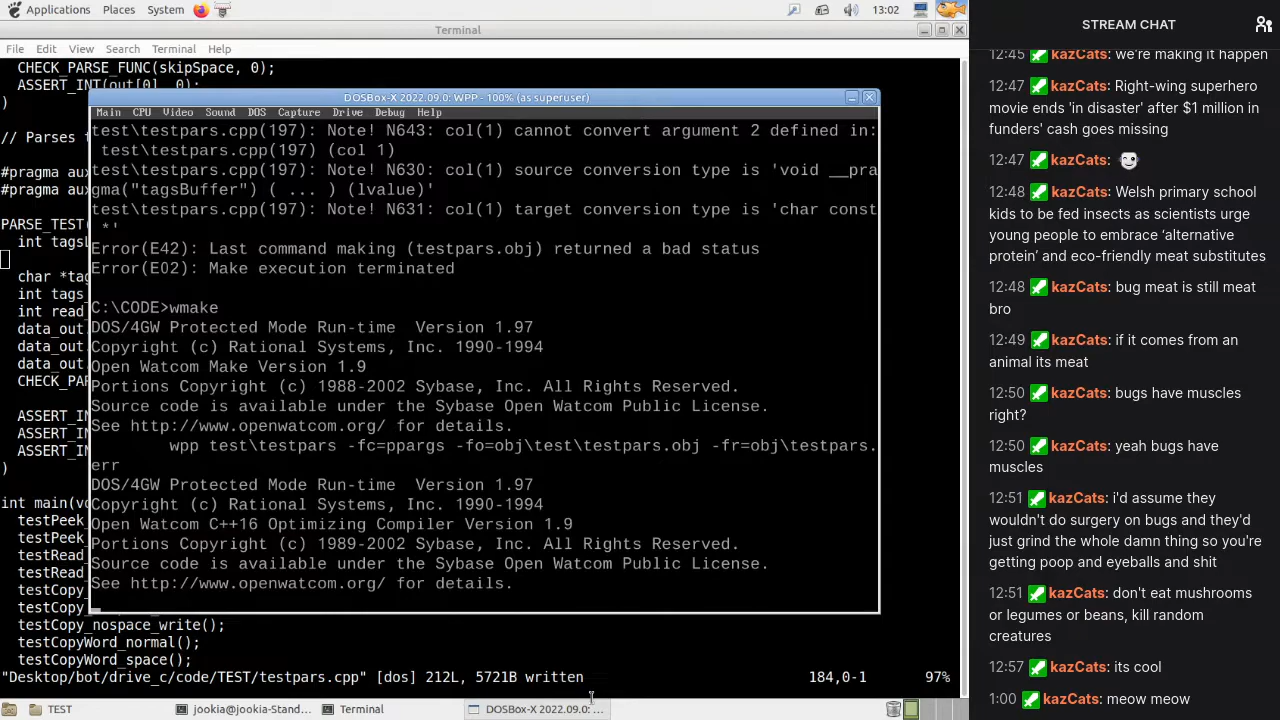 Applications Places System 13:02
Terminal
File Edit View Search Terminal Help
CHECK_PARSE_FUNC(skipSpace, 0);
ASSERT_INT(out[0], 0);
)
// Parses
#pragma au
#pragma au
PARSE_TEST(
int tags
char *ta
int tags
int read
data_out
data_out
data_out
CHECK_PA
ASSERT_IN
ASSERT_IN
ASSERT_IN
)
int main(v
testPeek_
testPeek_
testRead_
testRead_
testCopy_
testCopy_
testCopy_nospace_write();
testCopyWord_normal();
testCopyWord_space();
"Desktop/bot/drive_c/code/TEST/testpars.cpp" [dos] 212L, 5721B written 184,0-1 97%
DOSBox-X 2022.09.0: WPP - 100% (as superuser)
Main CPU Video Sound DOS Capture Drive Debug Help
test\testpars.cpp(197): Note! N643: col(1) cannot convert argument 2 defined in:
test\testpars.cpp(197) (col 1)
test\testpars.cpp(197): Note! N630: col(1) source conversion type is 'void __pra
gma("tagsBuffer") ( ... ) (lvalue)'
test\testpars.cpp(197): Note! N631: col(1) target conversion type is 'char const
*'
Error(E42): Last command making (testpars.obj) returned a bad status
Error(E02): Make execution terminated
C:\CODE>wmake
DOS/4GW Protected Mode Run-time Version 1.97
Copyright (c) Rational Systems, Inc. 1990-1994
Open Watcom Make Version 1.9
Portions Copyright (c) 1988-2002 Sybase, Inc. All Rights Reserved.
Source code is available under the Sybase Open Watcom Public License.
See http://www.openwatcom.org/ for details.
wpp test\testpars -fc=ppargs -fo=obj\test\testpars.obj -fr=obj\testpars.
err
DOS/4GW Protected Mode Run-time Version 1.97
Copyright (c) Rational Systems, Inc. 1990-1994
Open Watcom C++16 Optimizing Compiler Version 1.9
Portions Copyright (c) 1989-2002 Sybase, Inc. All Rights Reserved.
Source code is available under the Sybase Open Watcom Public License.
See http://www.openwatcom.org/ for details.
TEST jookia@jookia-Stand... Terminal DOSBox-X 2022.09.0: ...
STREAM CHAT
12:45 kazCats: we're making it happen
12:47 kazCats: Right-wing superhero
movie ends 'in disaster' after $1 million in
funders' cash goes missing
12:47 kazCats:
12:48 kazCats: Welsh primary school
kids to be fed insects as scientists urge
young people to embrace ‘alternative
protein’ and eco-friendly meat substitutes
12:48 kazCats: bug meat is still meat
bro
12:49 kazCats: if it comes from an
animal its meat
12:50 kazCats: bugs have muscles
right?
12:50 kazCats: yeah bugs have
muscles
12:51 kazCats: i'd assume they
wouldn't do surgery on bugs and they'd
just grind the whole damn thing so you're
getting poop and eyeballs and shit
12:51 kazCats: don't eat mushrooms
or legumes or beans, kill random
creatures
12:57 kazCats: its cool
1:00 kazCats: meow meow